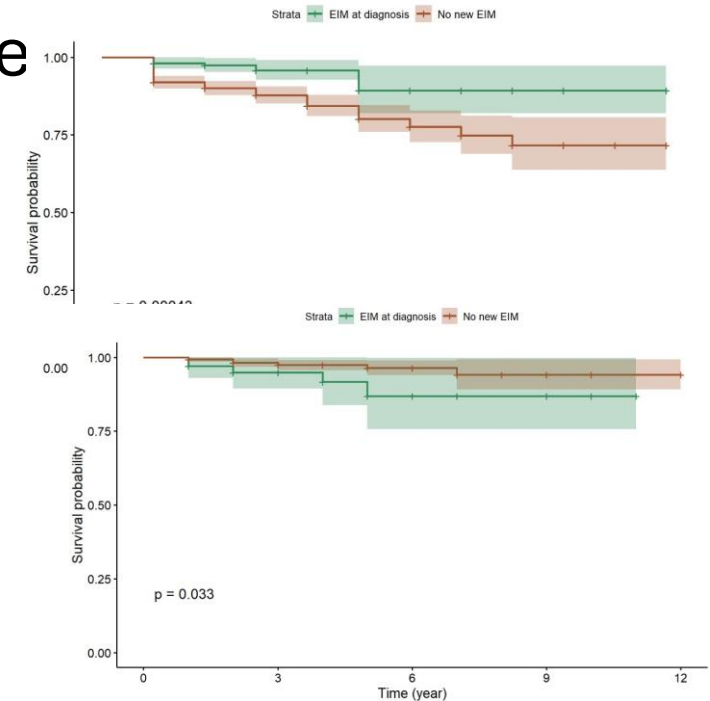 Strata EIM at diagnosis No new EIM
e
1.00
0.75
0.50
0.25
0.00
Survival probability
Strata EIM at diagnosis No new EIM
1.00
0.75
0.50
0.25
0.00
Survival probability
p = 0.033
0 3 6 9 12
Time (year)